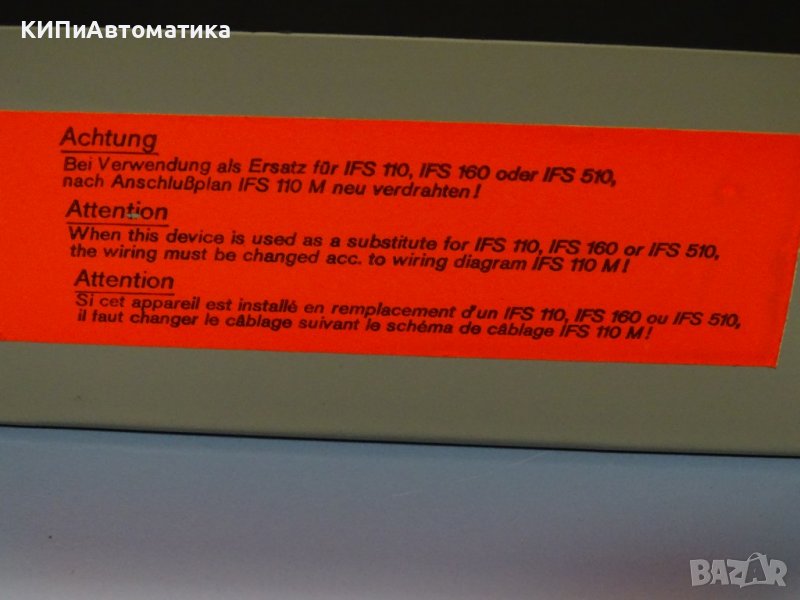 КИПиАвтоматика
Achtung
Bei Verwendung als Ersatz für IFS 110, IFS 160 oder IFS 510,
nach Anschlußplan IFS 110 M neu verdrahten!
Attention
When this device is used as a substitute for IFS 110, IFS 160 or IFS 510,
the wiring must be changed acc. to wiring diagram IFS 110 M!
Attention
Si cet appareil est installé en remplacement d'un IFS 110, IFS 160 ou IFS 510,
il faut changer le câblage suivant le schéma de câblage IFS 110 M!
BAZAR